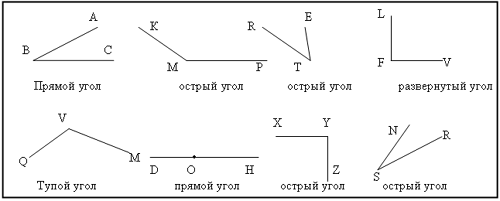 A K R E L
B C M P T F V
Прямой угол острый угол острый угол развернутый угол
V X Y N R
Q M D O H Z S
Тупой угол прямой угол острый угол острый угол